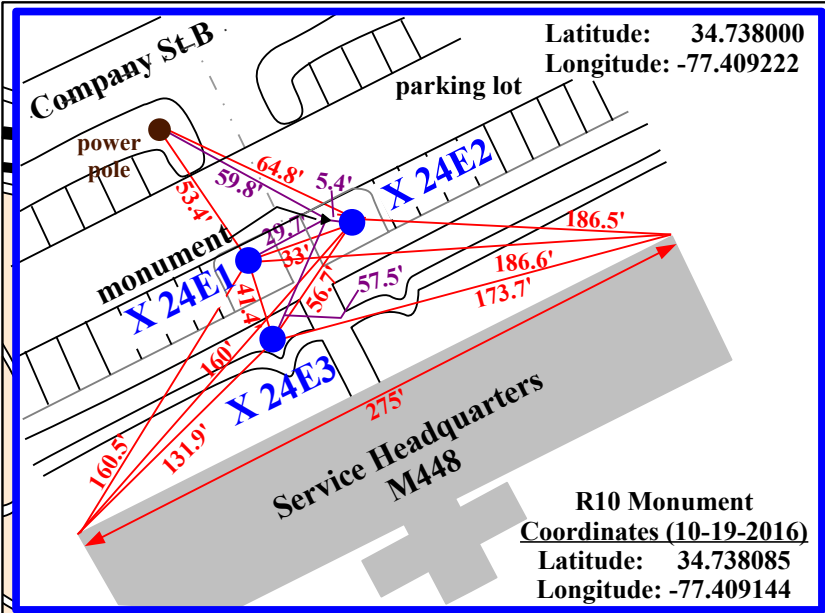 Company St B
Latitude: 34.738000
Longitude: -77.409222
parking lot
power
pole
64.8'
59.8'
5.4'
X 24E2
53.4'
29.7'
186.5'
monument
33'
186.6'
X 24E1
41.4'
56.7'
57.5'
173.7'
160'
X 24E3
275'
160.5'
131.9'
Service Headquarters
M448
R10 Monument
Coordinates (10-19-2016)
Latitude: 34.738085
Longitude: -77.409144